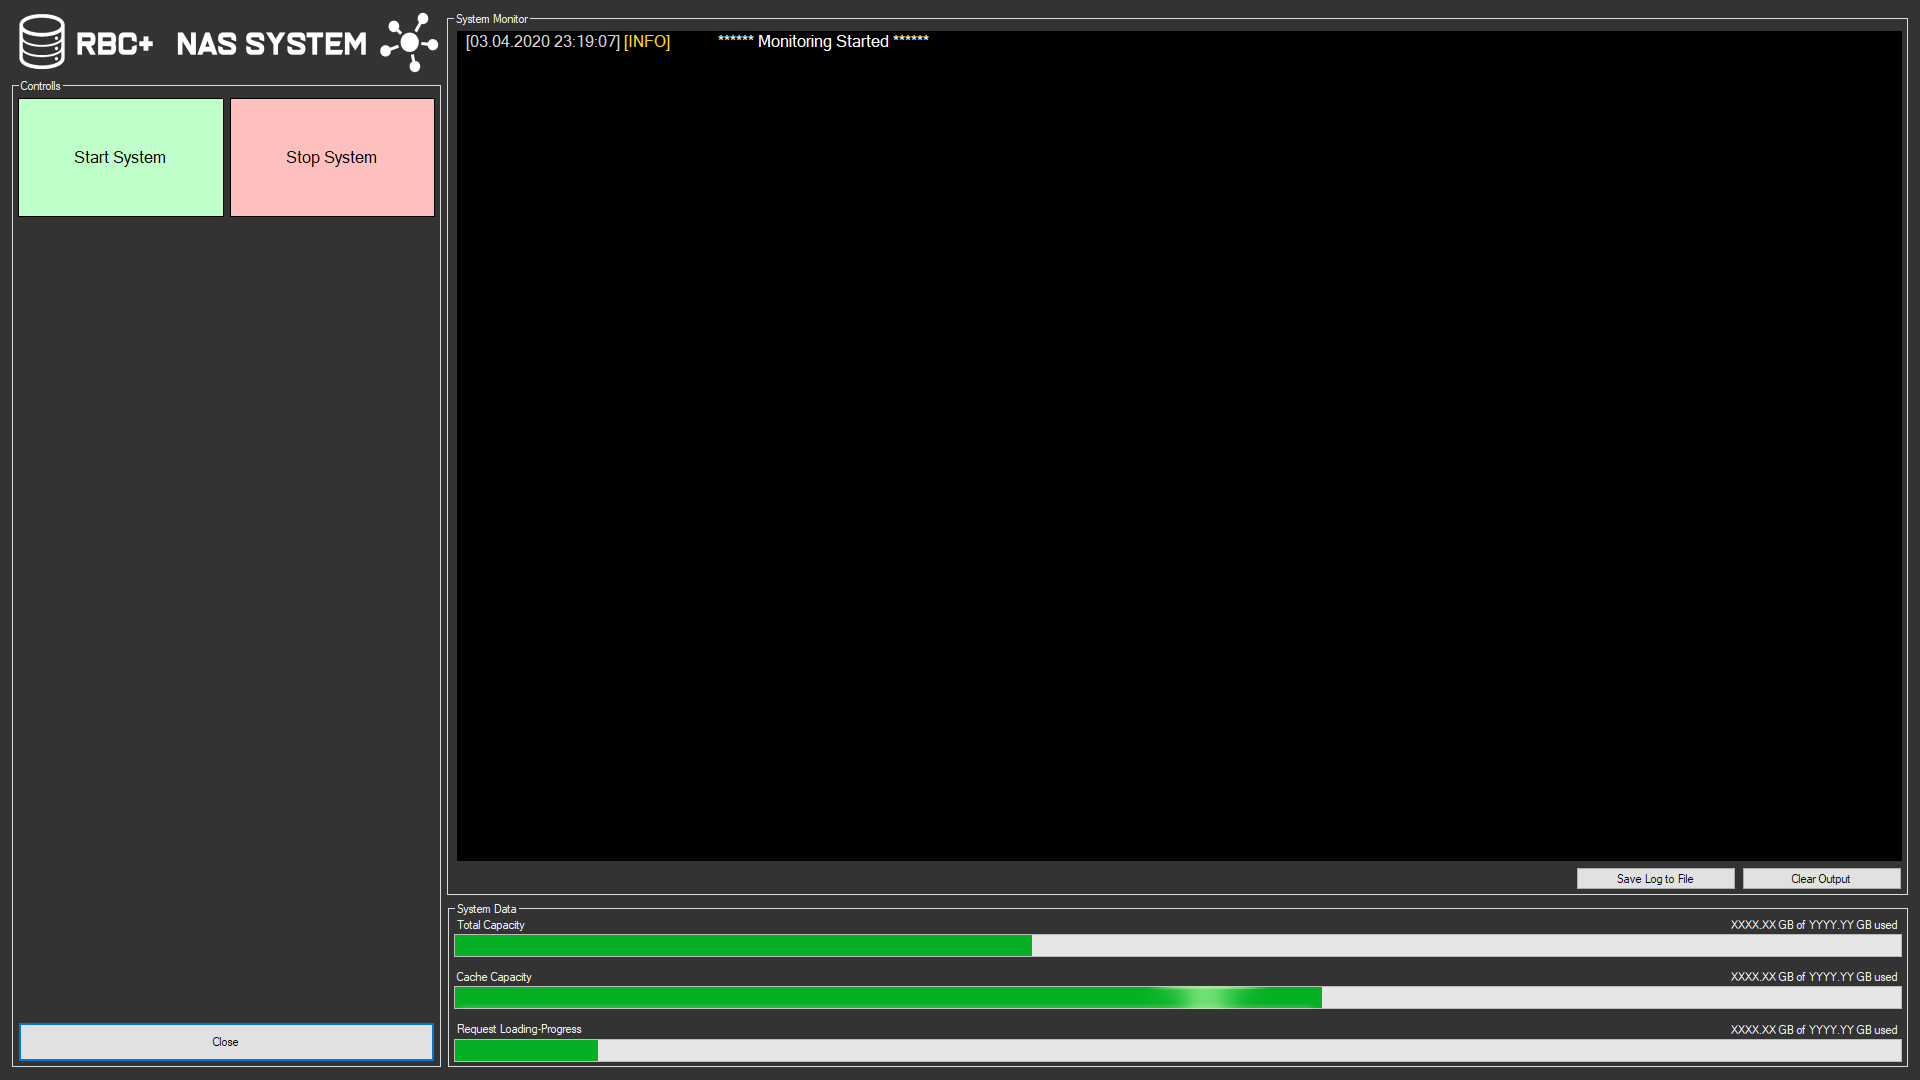 RBC+ NAS SYSTEM
Controlls
Start System
Stop System
Close
System Monitor
[03.04.2020 23:19:07] [INFO] ****** Monitoring Started ******
Save Log to File
Clear Output
System Data
Total Capacity
XXXX.XX GB of YYYY.YY GB used
Cache Capacity
XXXX.XX GB of YYYY.YY GB used
Request Loading-Progress
XXXX.XX GB of YYYY.YY GB used